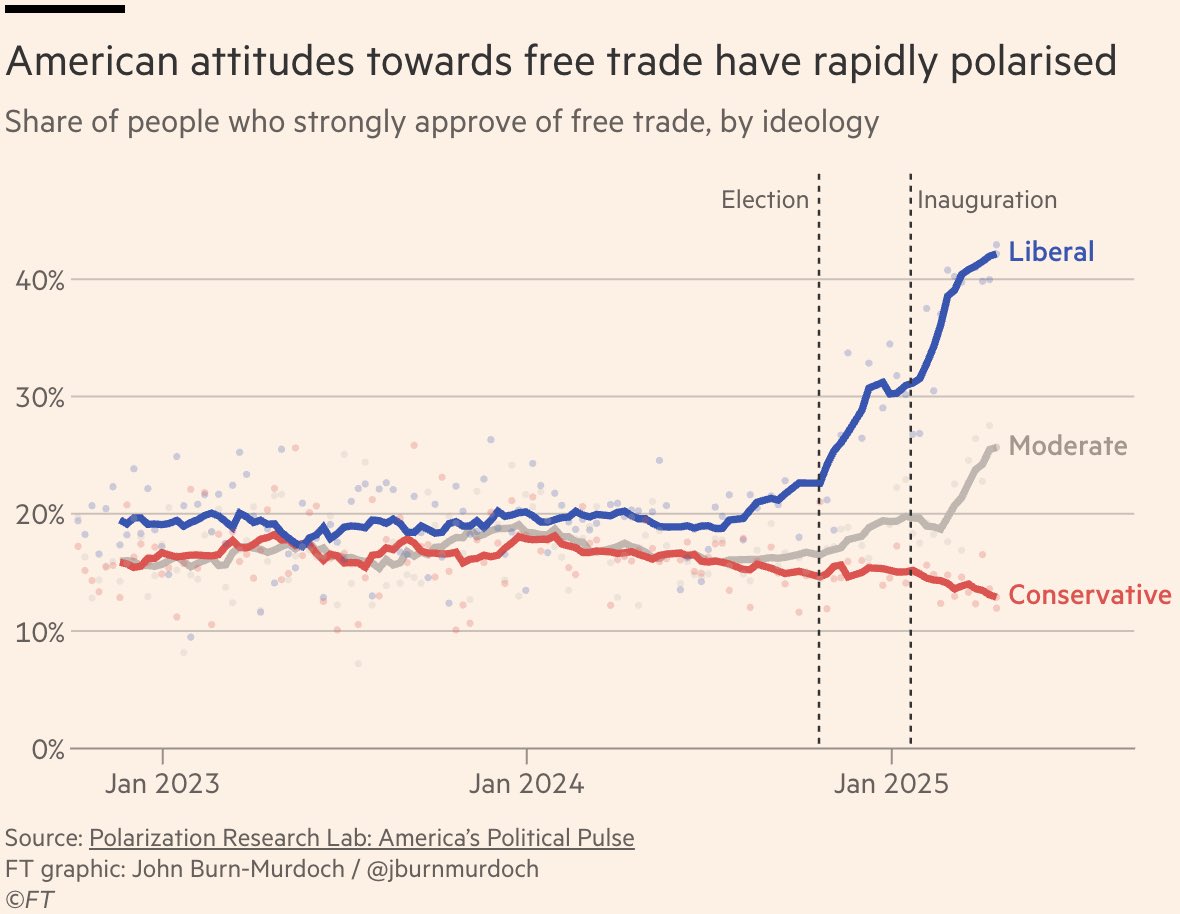 American attitudes towards free trade have rapidly polarised
Share of people who strongly approve of free trade, by ideology
Election
Inauguration
Liberal
40%
30%
Moderate
20%
Conservative
10%
0%
Jan 2023
Jan 2024
Jan 2025
Source: Polarization Research Lab: America’s Political Pulse
FT graphic: John Burn-Murdoch / @jburnmurdoch
©FT